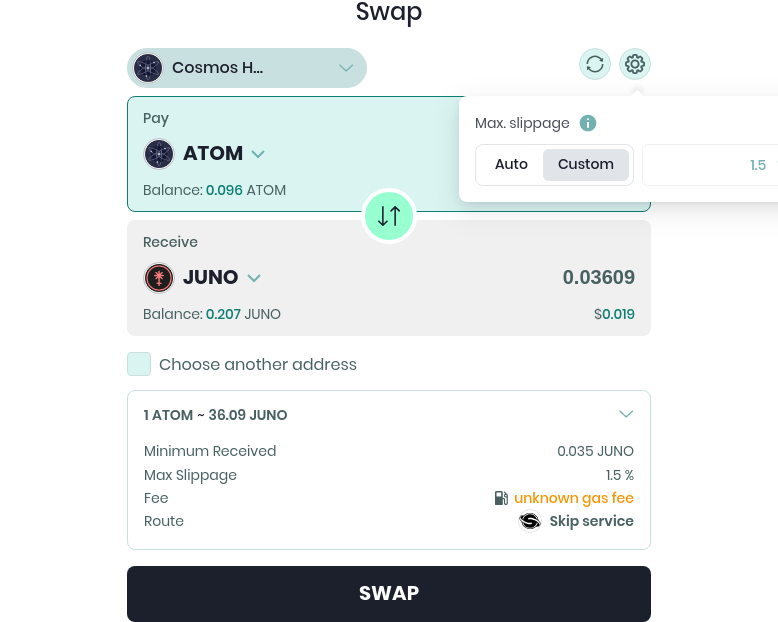 Swap
Cosmos H...
Pay
Max. slippage
Auto Custom 1.5
ATOM
Balance: 0.096 ATOM
Receive
JUNO 0.03609
Balance: 0.207 JUNO $0.019
Choose another address
1 ATOM ~ 36.09 JUNO
Minimum Received 0.035 JUNO
Max Slippage 1.5 %
Fee unknown gas fee
Route Skip service
SWAP